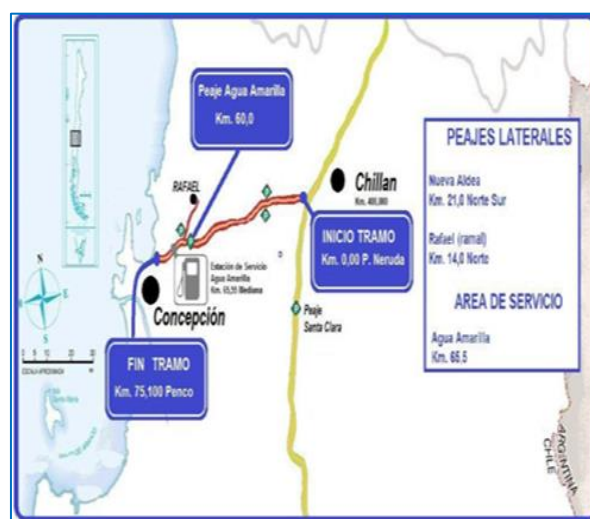 Peaje Agua Amarilla
Km. 60,0
RAFAEL
Chillan
INICIO TRAMO
Km. 0,00 P. Neruda
Estación de Servicio
Agua Amarilla
Mediana
Concepción
Peaje
Santa Clara
FIN TRAMO
Km. 75,100 Penco
N
E
S
PEAJES LATERALES
Nueva Aldea
Km. 21,0 Norte Sur
Rafael (ramal)
Km. 14,0 Norte
AREA DE SERVICIO
Agua Amarilla
Km. 65,5
ARGENTINA
CHILE